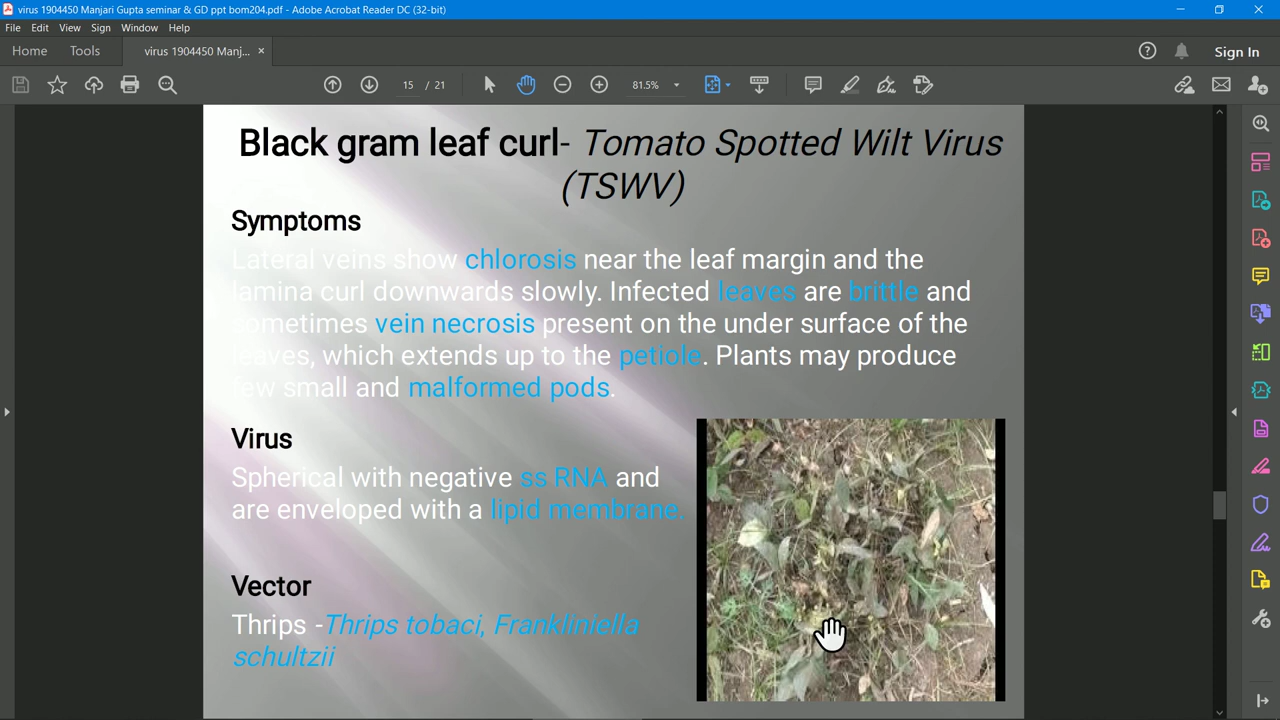 virus 1904450 Manjari Gupta seminar & GD ppt bom204.pdf - Adobe Acrobat Reader DC (32-bit)
File Edit View Sign Window Help
Home Tools virus 1904450 Manj... × Sign In
15 / 21 81.5%
Black gram leaf curl- Tomato Spotted Wilt Virus
(TSWV)
Symptoms
Lateral veins show chlorosis near the leaf margin and the
lamina curl downwards slowly. Infected leaves are brittle and
sometimes vein necrosis present on the under surface of the
leaves, which extends up to the petiole. Plants may produce
few small and malformed pods.
Virus
Spherical with negative ss RNA and
are enveloped with a lipid membrane.
Vector
Thrips -Thrips tobaci, Frankliniella
schultzii